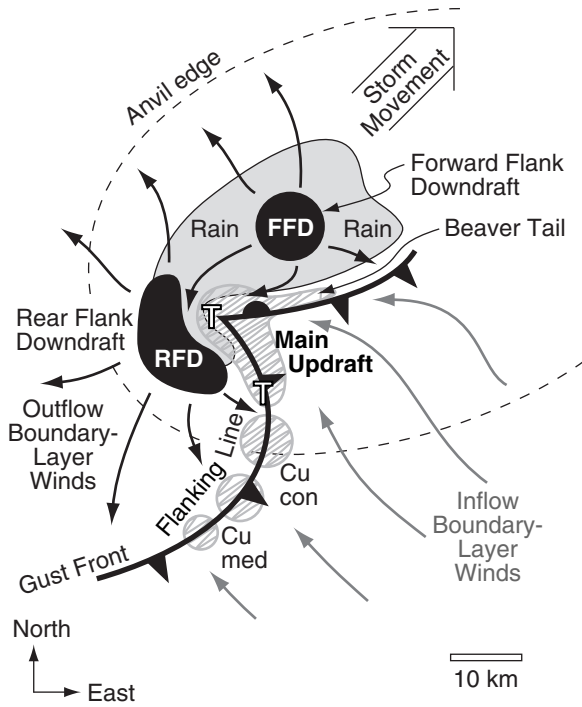 Anvil edge
Storm
Movement
Forward Flank
Downdraft
Rain
FFD
Rain
Beaver Tail
T
Rear Flank
Downdraft
RFD
Main
Updraft
T
Outflow
Boundary-
Layer
Winds
Flanking Line
Cu
con
Cu
med
Inflow
Boundary-
Layer
Winds
Gust Front
North
East
10 km